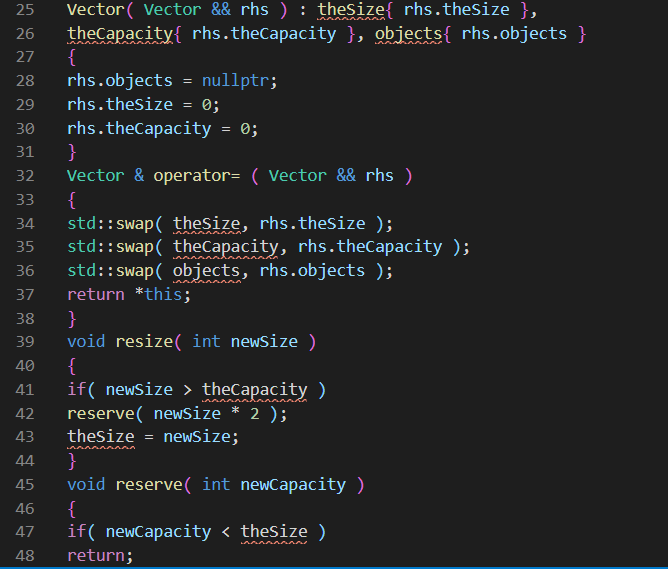 25 Vector( Vector && rhs ) : theSize{ rhs.theSize },
26 theCapacity{ rhs.theCapacity }, objects{ rhs.objects }
27 {
28 rhs.objects = nullptr;
29 rhs.theSize = 0;
30 rhs.theCapacity = 0;
31 }
32 Vector & operator= ( Vector && rhs )
33 {
34 std::swap( theSize, rhs.theSize );
35 std::swap( theCapacity, rhs.theCapacity );
36 std::swap( objects, rhs.objects );
37 return *this;
38 }
39 void resize( int newSize )
40 {
41 if( newSize > theCapacity )
42 reserve( newSize * 2 );
43 theSize = newSize;
44 }
45 void reserve( int newCapacity )
46 {
47 if( newCapacity < theSize )
48 return;